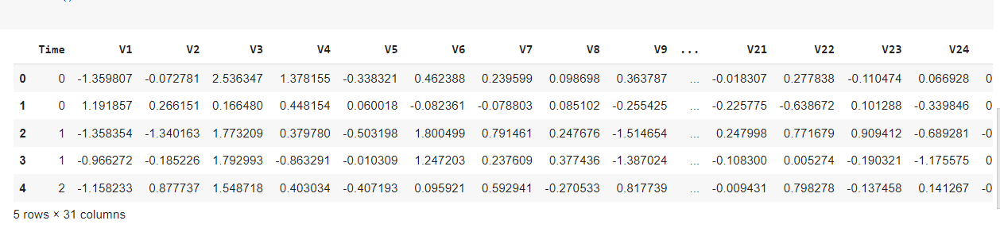 Time V1 V2 V3 V4 V5 V6 V7 V8 V9 ... V21 V22 V23 V24
0 0 -1.359807 -0.072781 2.536347 1.378155 -0.338321 0.462388 0.239599 0.098698 0.363787 ... -0.018307 0.277838 -0.110474 0.066928 0
1 0 1.191857 0.266151 0.166480 0.448154 0.060018 -0.082361 -0.078803 0.085102 -0.255425 ... -0.225775 -0.638672 0.101288 -0.339846 0
2 1 -1.358354 -1.340163 1.773209 0.379780 -0.503198 1.800499 0.791461 0.247676 -1.514654 ... 0.247998 0.771679 0.909412 -0.689281 -0
3 1 -0.966272 -0.185226 1.792993 -0.863291 -0.010309 1.247203 0.237609 0.377436 -1.387024 ... -0.108300 0.005274 -0.190321 -1.175575 0
4 2 -1.158233 0.877737 1.548718 0.403034 -0.407193 0.095921 0.592941 -0.270533 0.817739 ... -0.009431 0.798278 -0.137458 0.141267 -0
5 rows × 31 columns